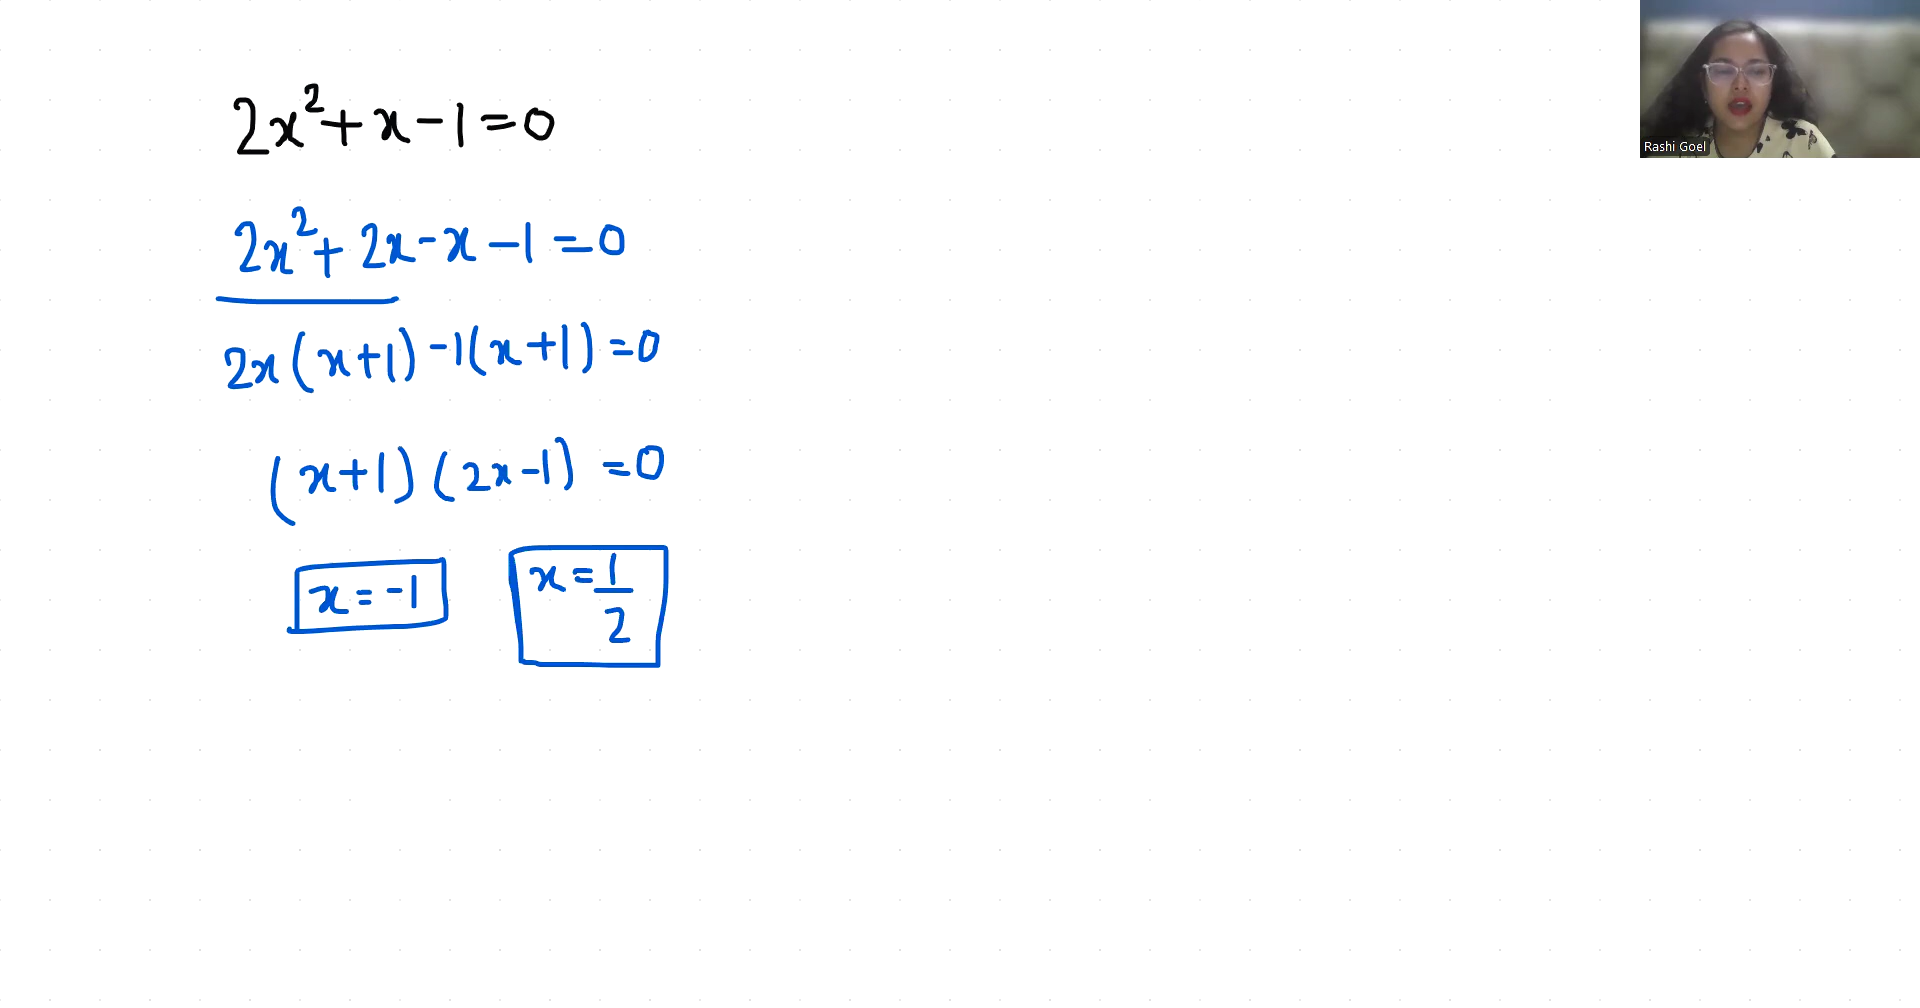 2x²+x-1=0
2x²+2x-x-1=0
2x(x+1)-1(x+1)=0
(x+1)(2x-1)=0
x=-1
x=1/2
Rashi Goel